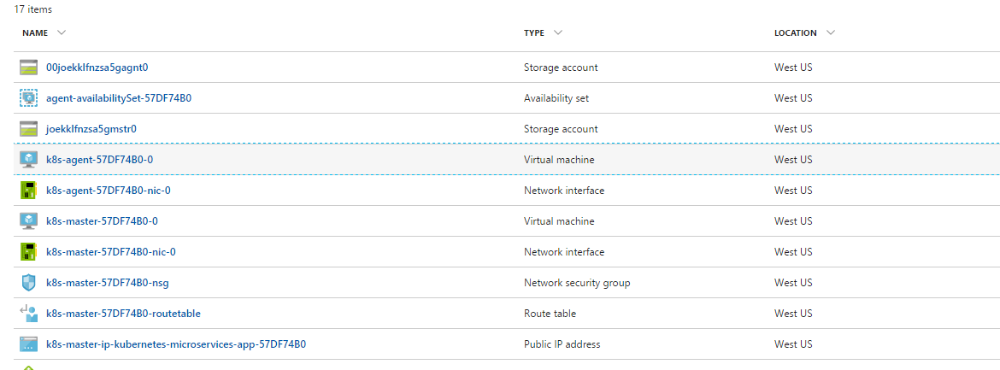 17 items
NAME TYPE LOCATION
00joekklfnzsa5gagnt0 Storage account West US
agent-availabilitySet-57DF74B0 Availability set West US
joekklfnzsa5gmstr0 Storage account West US
k8s-agent-57DF74B0-0 Virtual machine West US
k8s-agent-57DF74B0-nic-0 Network interface West US
k8s-master-57DF74B0-0 Virtual machine West US
k8s-master-57DF74B0-nic-0 Network interface West US
k8s-master-57DF74B0-nsg Network security group West US
k8s-master-57DF74B0-routetable Route table West US
k8s-master-ip-kubernetes-microservices-app-57DF74B0 Public IP address West US